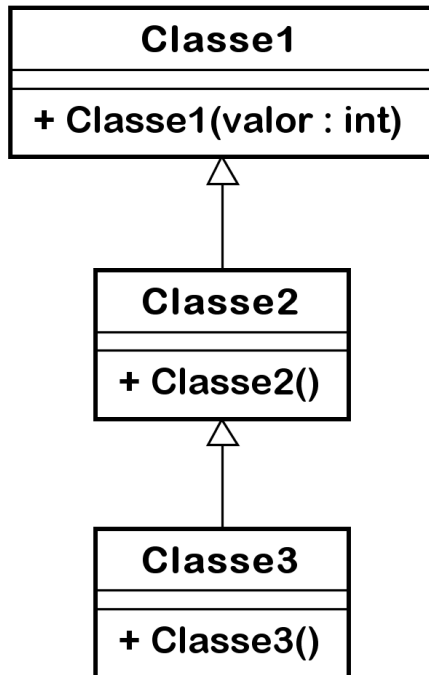 Classe1
+ Classe1(valor : int)
Classe2
+ Classe2()
Classe3
+ Classe3()